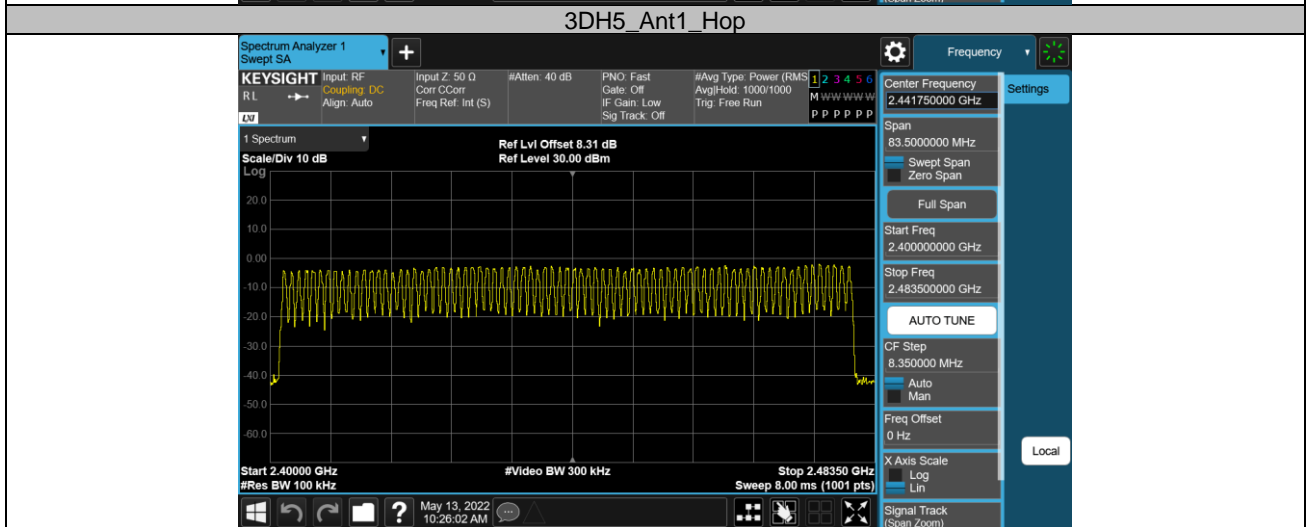 (Span Zoom)
3DH5_Ant1_Hop
Spectrum Analyzer 1
Swept SA
Frequency
KEYSIGHT
RL
LXI
Input: RF
Coupling: DC
Align: Auto
Input Z: 50 Ω
Corr CCorr
Freq Ref: Int (S)
#Atten: 40 dB
PNO: Fast
Gate: Off
IF Gain: Low
Sig Track: Off
#Avg Type: Power (RMS
Avg|Hold: 1000/1000
Trig: Free Run
1 2 3 4 5 6
M W W W W W
P P P P P P
1 Spectrum
Scale/Div 10 dB
Ref Lvl Offset 8.31 dB
Ref Level 30.00 dBm
Log
20.0
10.0
0.00
-10.0
-20.0
-30.0
-40.0
-50.0
-60.0
Start 2.40000 GHz
#Res BW 100 kHz
#Video BW 300 kHz
Stop 2.48350 GHz
Sweep 8.00 ms (1001 pts)
?
May 13, 2022
10:26:02 AM
Center Frequency
2.441750000 GHz
Settings
Span
83.5000000 MHz
Swept Span
Zero Span
Full Span
Start Freq
2.400000000 GHz
Stop Freq
2.483500000 GHz
AUTO TUNE
CF Step
8.350000 MHz
Auto
Man
Freq Offset
0 Hz
X Axis Scale
Log
Lin
Local
Signal Track
(Span Zoom)